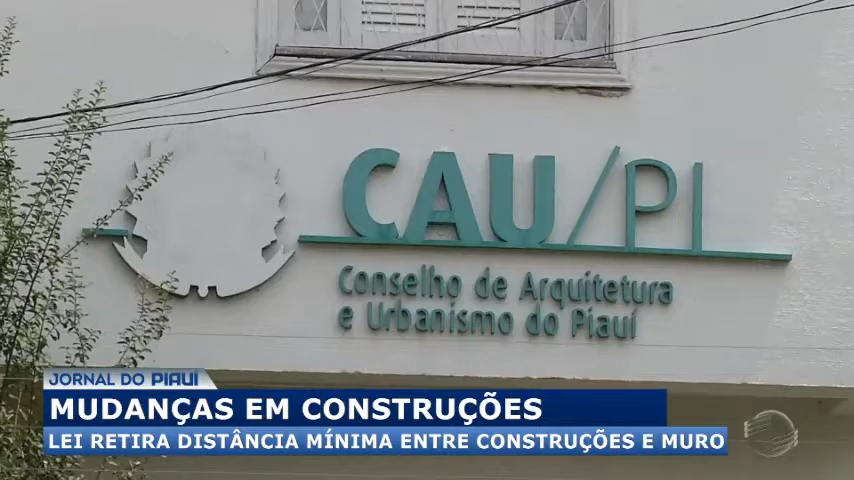 CAU/PI
Conselho de Arquitetura
e Urbanismo do Piauí
JORNAL DO PIAUÍ
MUDANÇAS EM CONSTRUÇÕES
LEI RETIRA DISTÂNCIA MÍNIMA ENTRE CONSTRUÇÕES E MURO